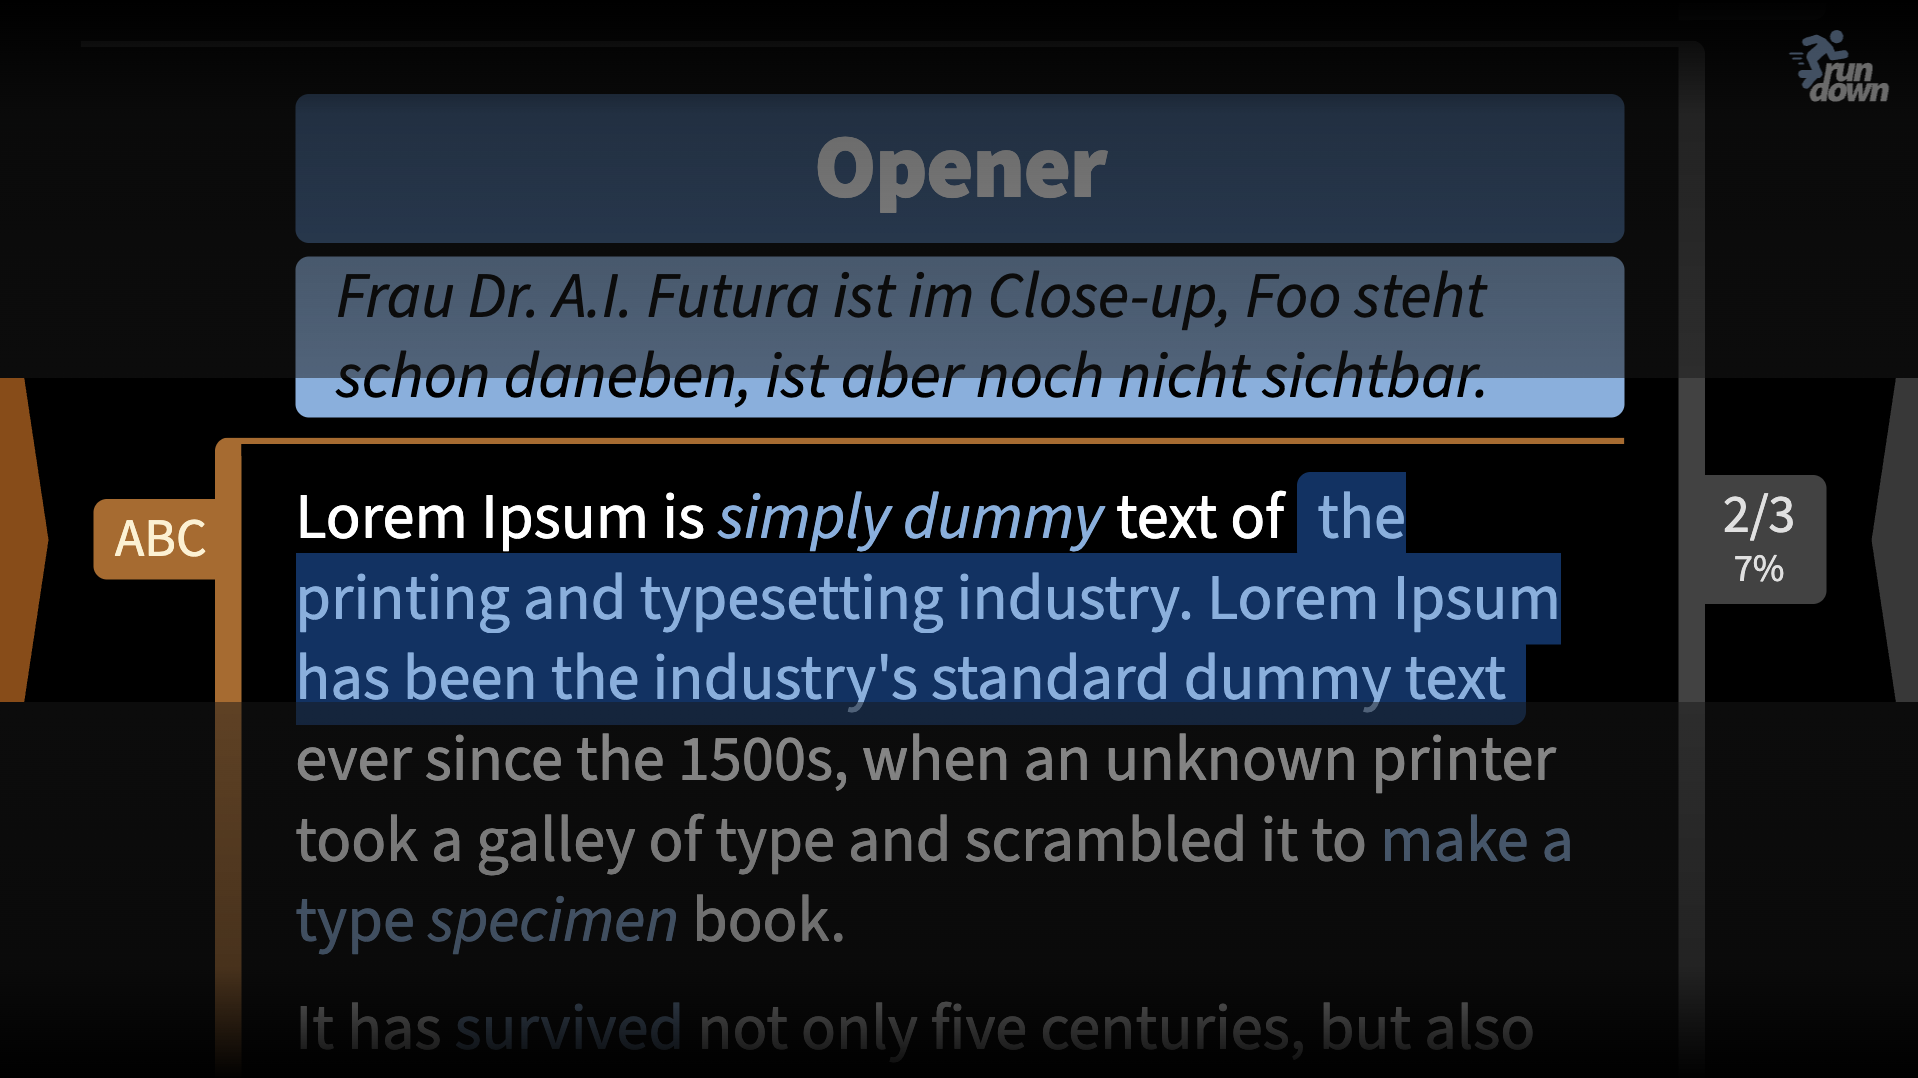 run
down
Opener
Frau Dr. A.I. Futura ist im Close-up, Foo steht
schon daneben, ist aber noch nicht sichtbar.
ABC
Lorem Ipsum is simply dummy text of the
printing and typesetting industry. Lorem Ipsum
has been the industry's standard dummy text
ever since the 1500s, when an unknown printer
took a galley of type and scrambled it to make a
type specimen book.
It has survived not only five centuries, but also
2/3
7%